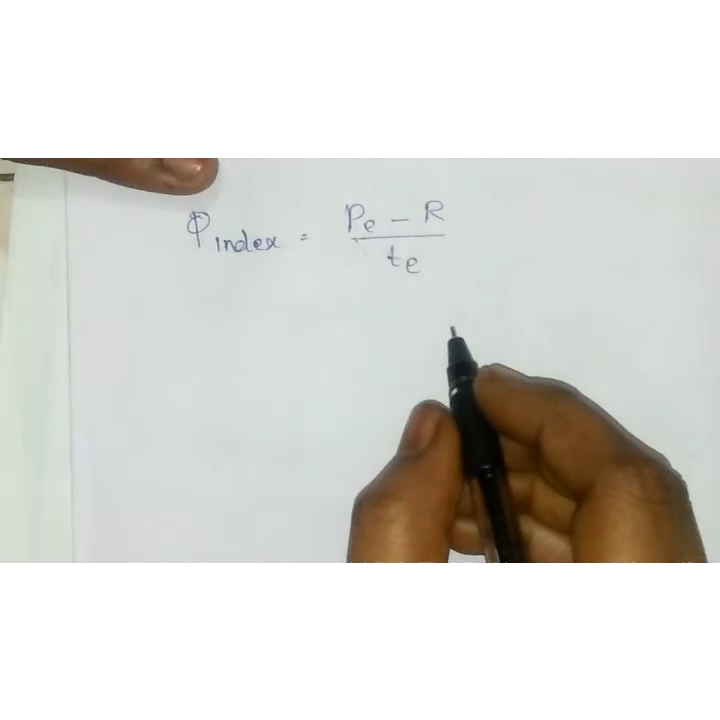 φ index = Pe - R / te